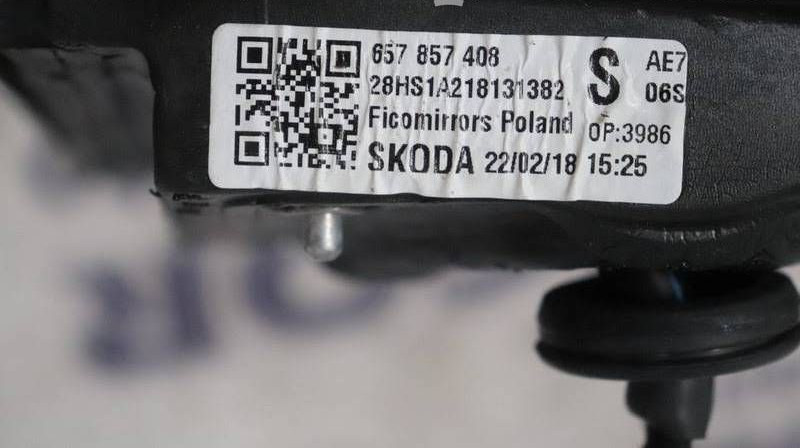 657 857 408
28HS1A218131382
Ficomirrors Poland
SKODA 22/02/18 15:25
S
AE7
06S
OP:3986